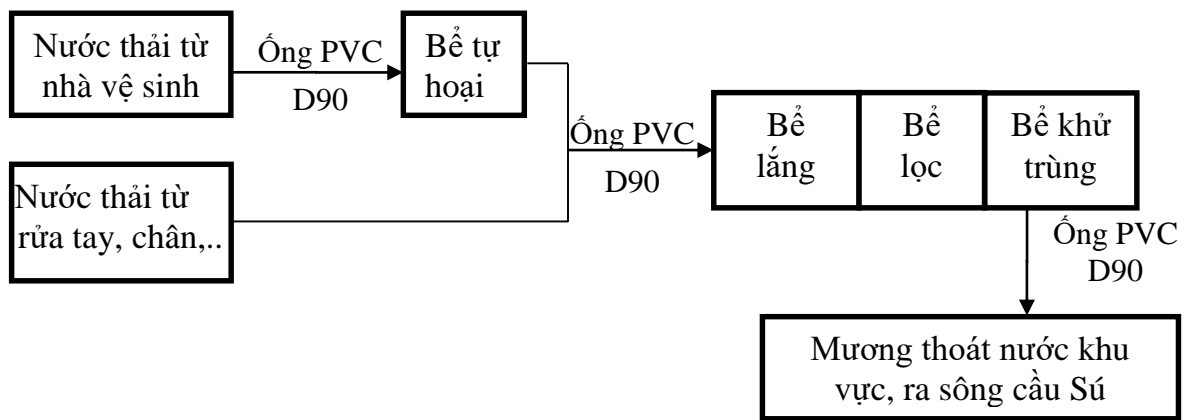 Nước thải từ
nhà vệ sinh
Ống PVC
D90
Bể tự
hoại
Nước thải từ
rửa tay, chân,..
Ống PVC
D90
Bể
lắng
Bể
lọc
Bể khử
trùng
Ống PVC
D90
Mương thoát nước khu
vực, ra sông cầu Sú